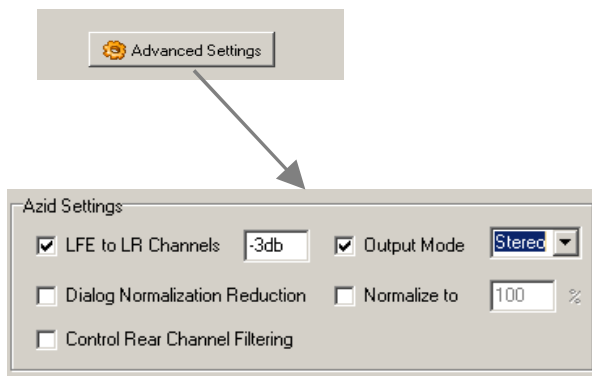 Advanced Settings
Azid Settings
LFE to LR Channels -3db Output Mode Stereo
Dialog Normalization Reduction Normalize to 100 %
Control Rear Channel Filtering